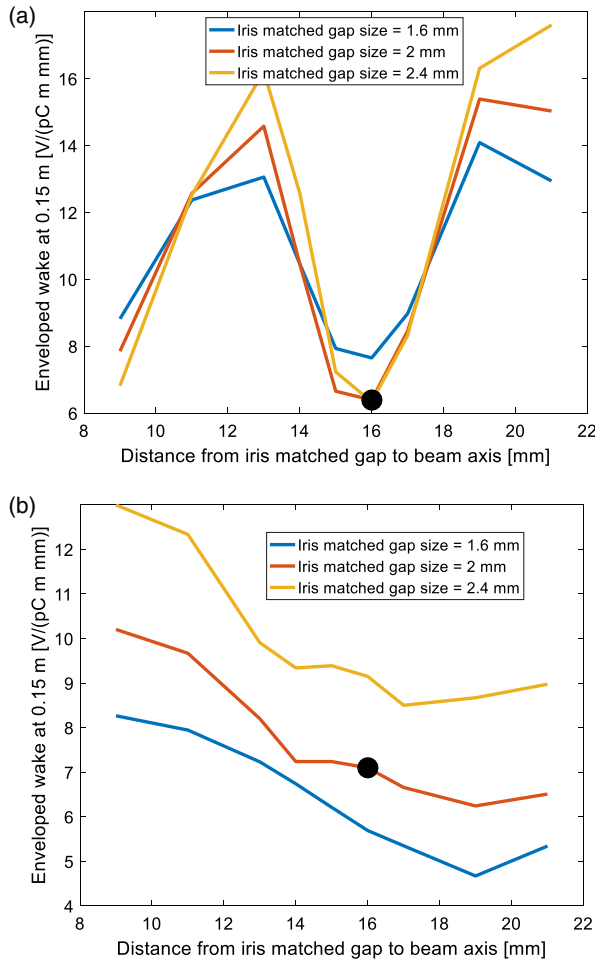 (a)
Iris matched gap size = 1.6 mm
Iris matched gap size = 2 mm
Iris matched gap size = 2.4 mm
Enveloped wake at 0.15 m [V/(pC m mm)]
16
14
12
10
8
6
8 10 12 14 16 18 20 22
Distance from iris matched gap to beam axis [mm]
(b)
Iris matched gap size = 1.6 mm
Iris matched gap size = 2 mm
Iris matched gap size = 2.4 mm
Enveloped wake at 0.15 m [V/(pC m mm)]
12
11
10
9
8
7
6
5
4
8 10 12 14 16 18 20 22
Distance from iris matched gap to beam axis [mm]